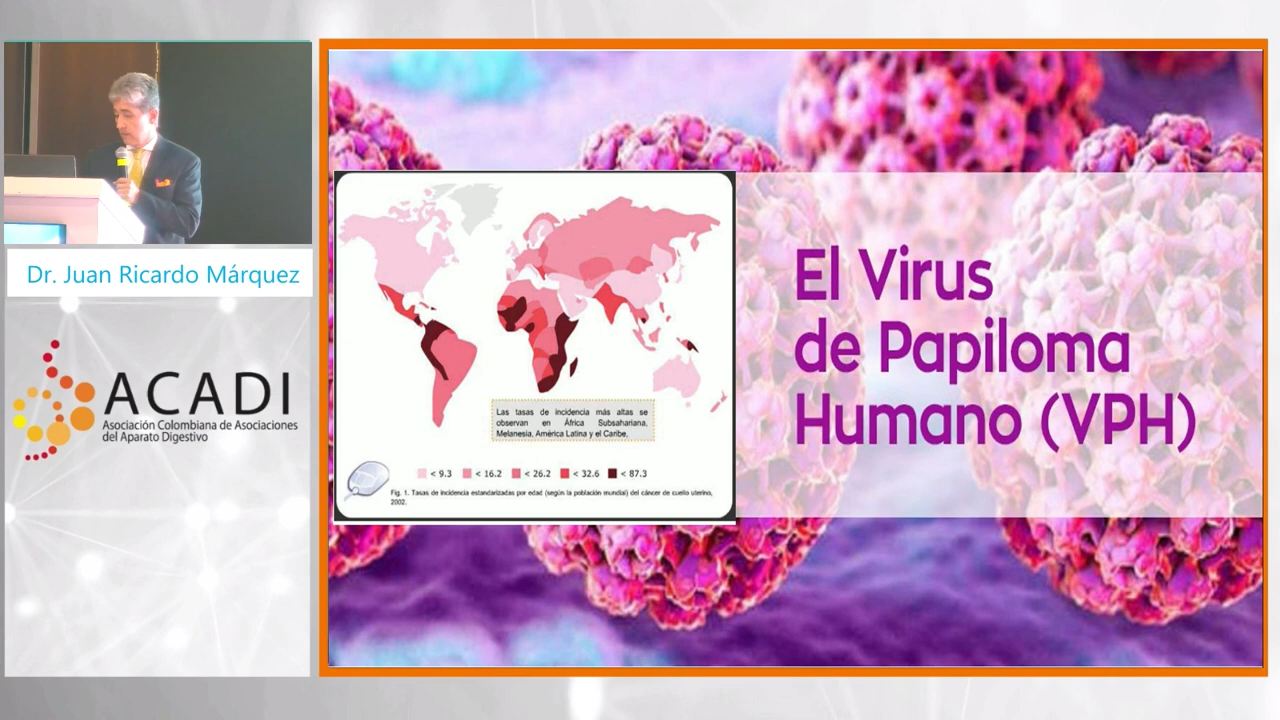 Dr. Juan Ricardo Márquez
ACADI
Asociación Colombiana de Asociaciones
del Aparato Digestivo
Las tasas de incidencia más altas se
observan en África Subsahariana,
Melanesia, América Latina y el Caribe,
< 9.3 < 16.2 < 26.2 < 32.6 < 87.3
Fig. 1. Tasas de incidencia estandarizadas por edad (según la población mundial) del cáncer de cuello uterino,
2002.
El Virus
de Papiloma
Humano (VPH)